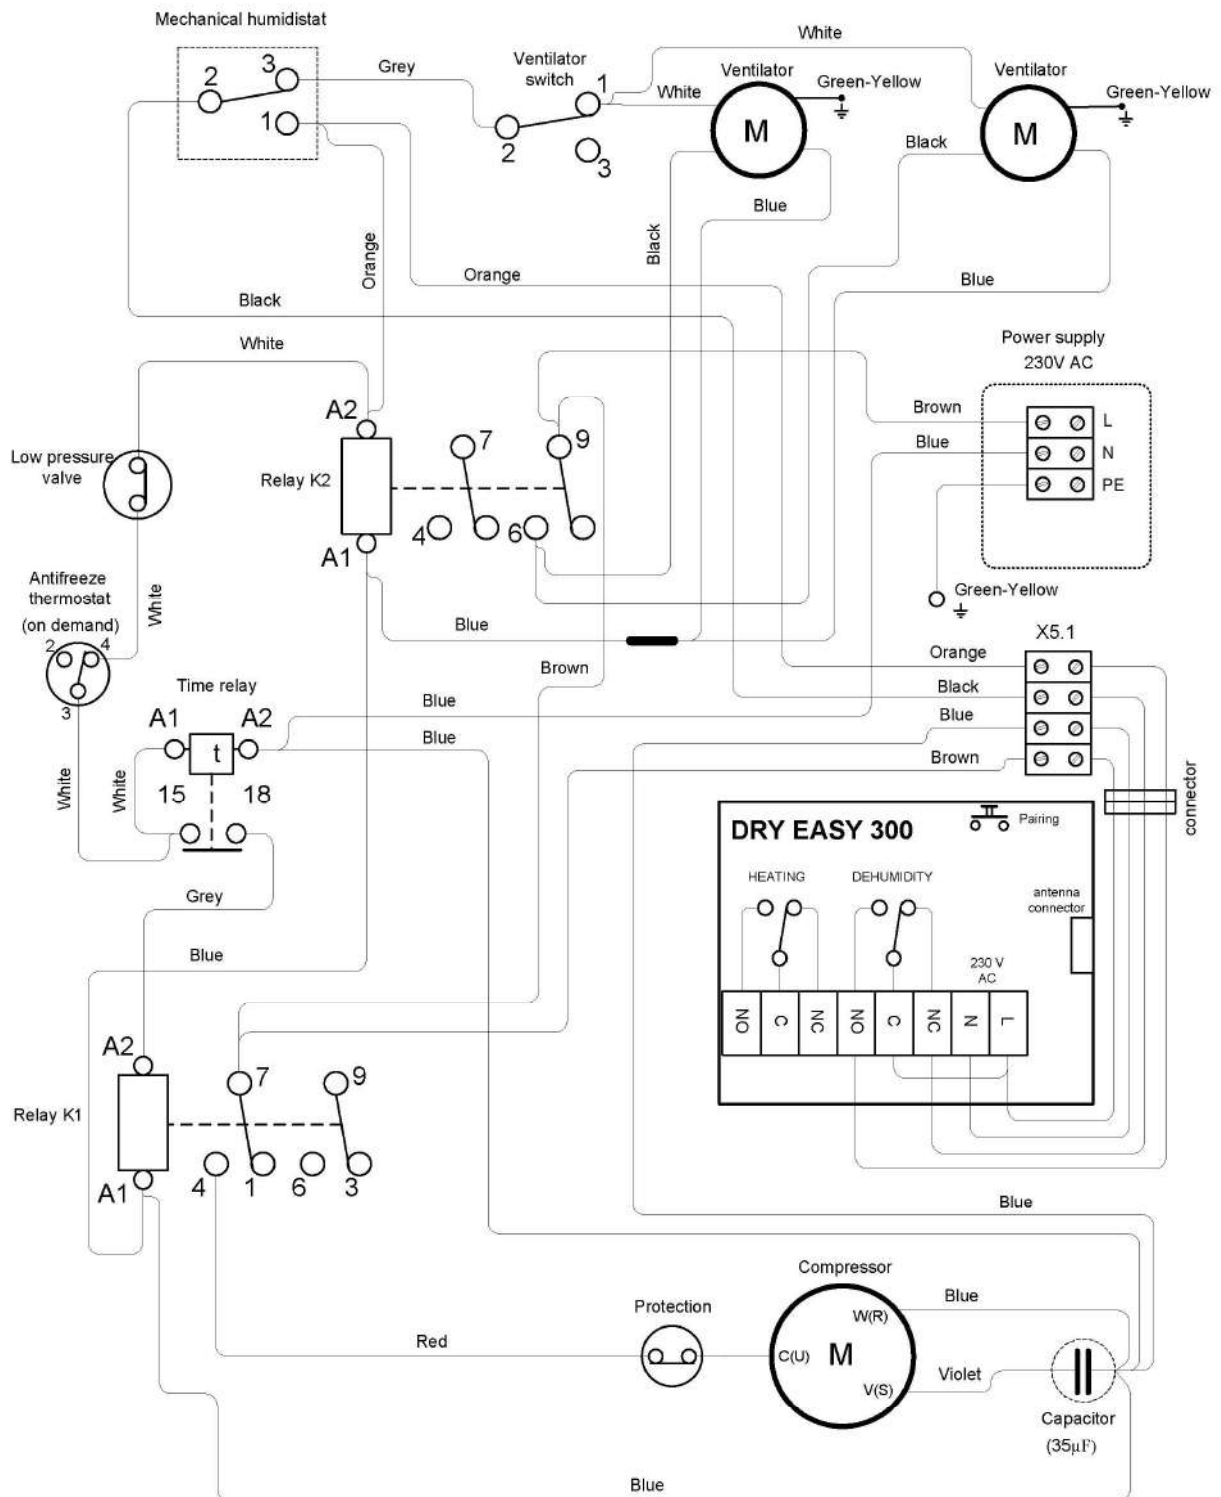 Mechanical humidistat
2
3
1
Grey
Ventilator
switch
1
2
3
White
White
Ventilator
M
Green-Yellow
Ventilator
M
Green-Yellow
Black
Blue
Black
Orange
Orange
Black
Blue
White
Power supply
230V AC
Brown
L
Blue
N
PE
Green-Yellow
A2
7
9
Relay K2
4
6
A1
Low pressure
valve
White
Antifreeze
thermostat
(on demand)
2
4
3
Blue
Brown
X5.1
Orange
Black
Blue
Brown
connector
Time relay
A1
A2
t
15
18
Blue
Blue
White
White
Grey
Blue
DRY EASY 300
Pairing
HEATING
DEHUMIDITY
antenna
connector
230 V
AC
NO
C
NC
NO
C
NC
N
L
A2
7
9
Relay K1
4
1
6
3
A1
Blue
Compressor
Protection
W(R)
Blue
Red
C(U)
M
V(S)
Violet
Capacitor
(35µF)
Blue